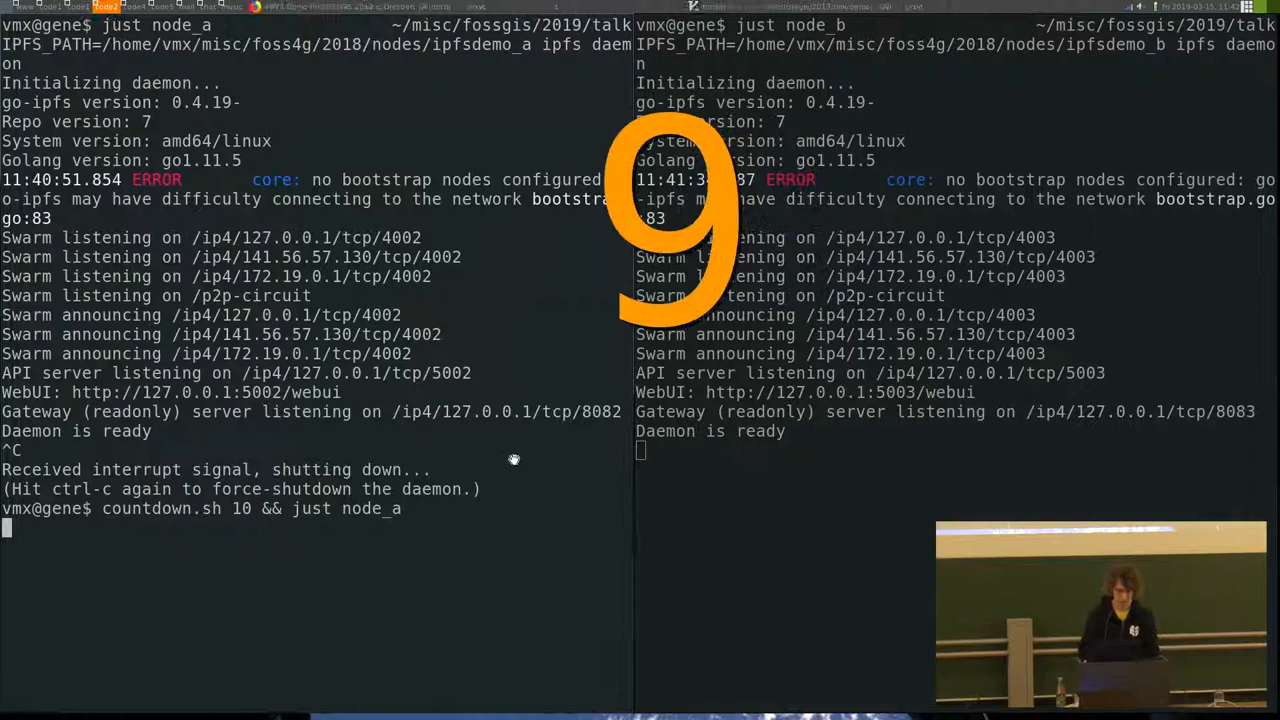 Fri 2019-03-15, 11:42
vmx@gene$ just node_a ~/misc/fossgis/2019/talk
IPFS_PATH=/home/vmx/misc/foss4g/2018/nodes/ipfsdemo_a ipfs daem
on
Initializing daemon...
go-ipfs version: 0.4.19-
Repo version: 7
System version: amd64/linux
Golang version: go1.11.5
11:40:51.854 ERROR core: no bootstrap nodes configured
o-ipfs may have difficulty connecting to the network bootstra
go:83
Swarm listening on /ip4/127.0.0.1/tcp/4002
Swarm listening on /ip4/141.56.57.130/tcp/4002
Swarm listening on /ip4/172.19.0.1/tcp/4002
Swarm listening on /p2p-circuit
Swarm announcing /ip4/127.0.0.1/tcp/4002
Swarm announcing /ip4/141.56.57.130/tcp/4002
Swarm announcing /ip4/172.19.0.1/tcp/4002
API server listening on /ip4/127.0.0.1/tcp/5002
WebUI: http://127.0.0.1:5002/webui
Gateway (readonly) server listening on /ip4/127.0.0.1/tcp/8082
Daemon is ready
^C
Received interrupt signal, shutting down...
(Hit ctrl-c again to force-shutdown the daemon.)
vmx@gene$ countdown.sh 10 && just node_a
9
vmx@gene$ just node_b ~/misc/fossgis/2019/talk
IPFS_PATH=/home/vmx/misc/foss4g/2018/nodes/ipfsdemo_b ipfs daemo
n
Initializing daemon...
go-ipfs version: 0.4.19-
version: 7
System version: amd64/linux
Golang version: go1.11.5
11:41:3 87 ERROR core: no bootstrap nodes configured: go
-ipfs may have difficulty connecting to the network bootstrap.go
:83
listening on /ip4/127.0.0.1/tcp/4003
Swarm listening on /ip4/141.56.57.130/tcp/4003
Swarm listening on /ip4/172.19.0.1/tcp/4003
Swarm listening on /p2p-circuit
Swarm announcing /ip4/127.0.0.1/tcp/4003
Swarm announcing /ip4/141.56.57.130/tcp/4003
Swarm announcing /ip4/172.19.0.1/tcp/4003
API server listening on /ip4/127.0.0.1/tcp/5003
WebUI: http://127.0.0.1:5003/webui
Gateway (readonly) server listening on /ip4/127.0.0.1/tcp/8083
Daemon is ready